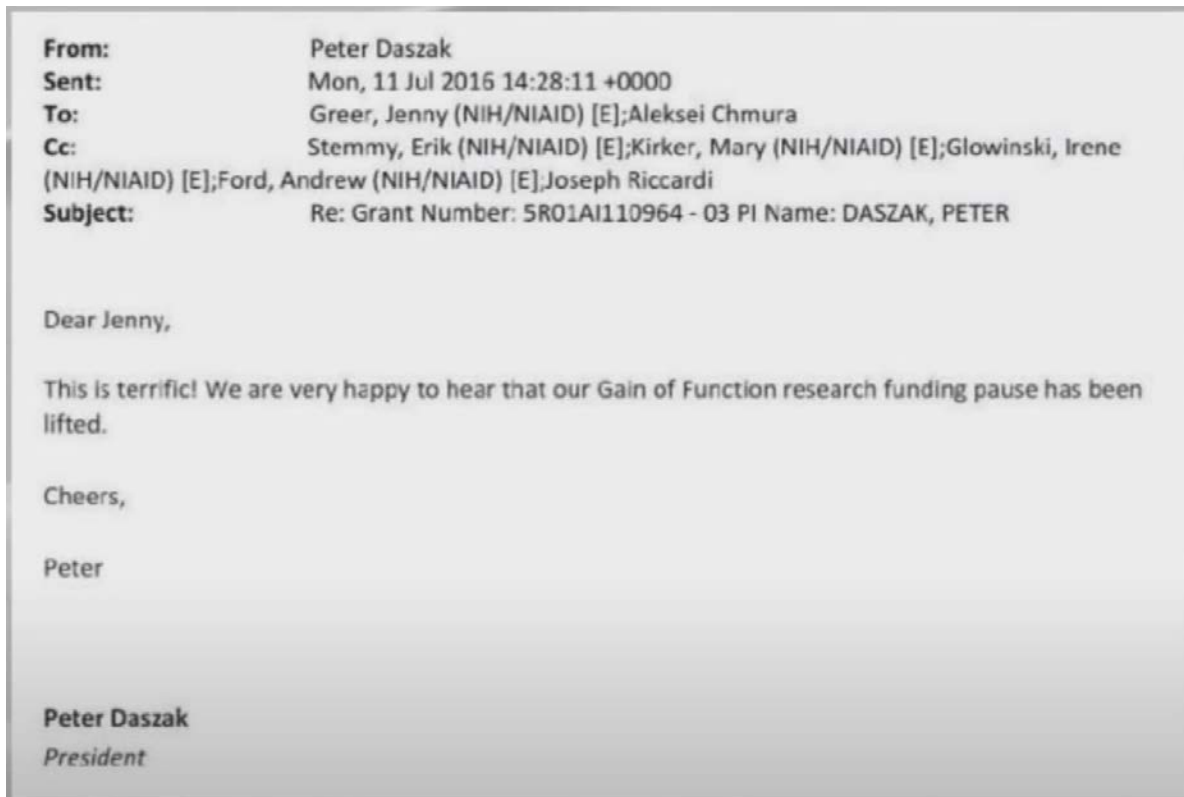 From: Peter Daszak
Sent: Mon, 11 Jul 2016 14:28:11 +0000
To: Greer, Jenny (NIH/NIAID) [E];Aleksei Chmura
Cc: Stemmy, Erik (NIH/NIAID) [E];Kirker, Mary (NIH/NIAID) [E];Glowinski, Irene
(NIH/NIAID) [E];Ford, Andrew (NIH/NIAID) [E];Joseph Riccardi
Subject: Re: Grant Number: 5R01AI110964 - 03 PI Name: DASZAK, PETER
Dear Jenny,
This is terrific! We are very happy to hear that our Gain of Function research funding pause has been
lifted.
Cheers,
Peter
Peter Daszak
President